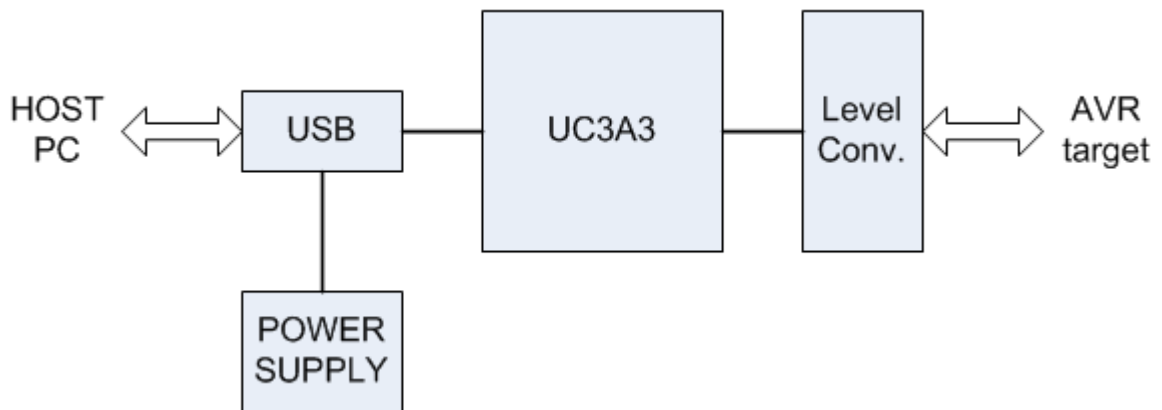 HOST
PC
USB
UC3A3
Level
Conv.
AVR
target
POWER
SUPPLY